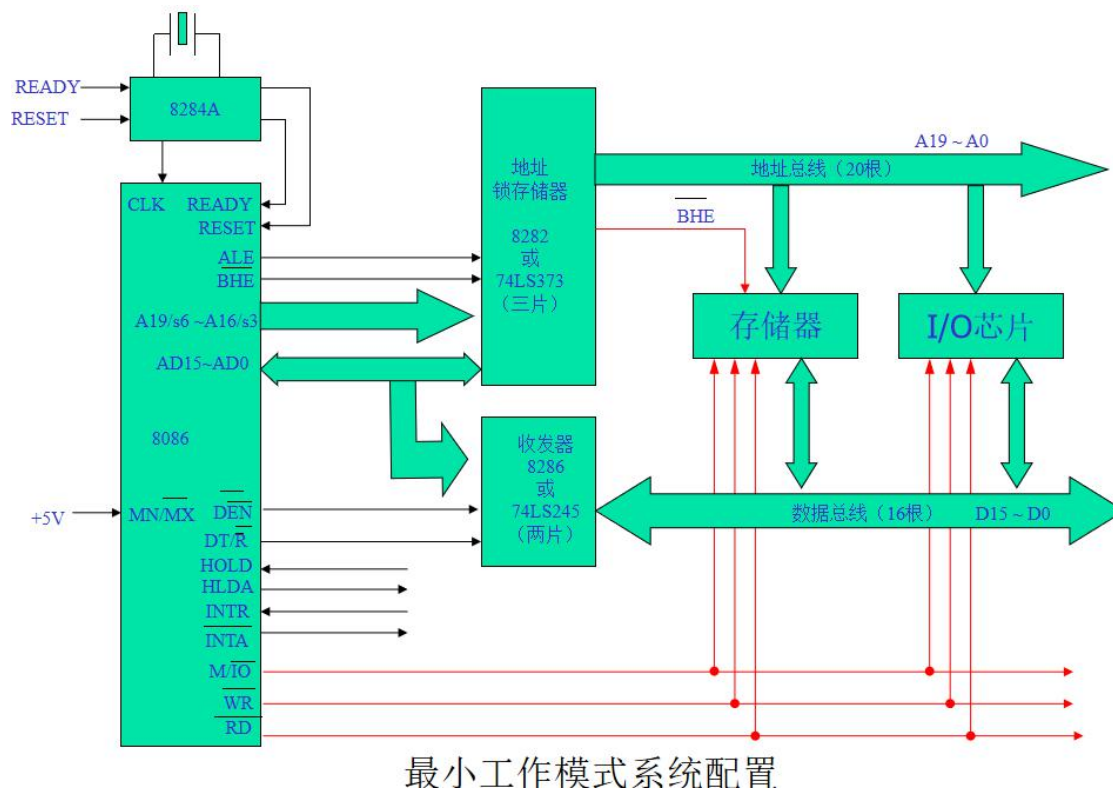 READY
RESET
8284A
CLK READY
RESET
ALE
BHE
A19/s6 ~A16/s3
AD15~AD0
8086
+5V
MN/MX
DEN
DT/R
HOLD
HLDA
INTR
INTA
M/IO
WR
RD
地址
锁存储器
8282
或
74LS373
（三片）
收发器
8286
或
74LS245
（两片）
A19 ~ A0
地址总线（20根）
BHE
存储器
I/O芯片
数据总线（16根） D15 ~ D0
最小工作模式系统配置